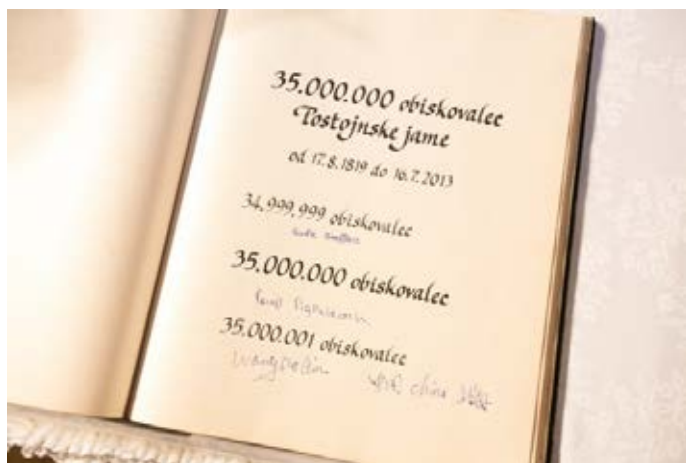 35.000.000 obiskovalec
Postojnske jame
od 17.8.1819 do 16.7.2013
34.999.999 obiskovalec
35.000.000 obiskovalec
35.000.001 obiskovalec
china